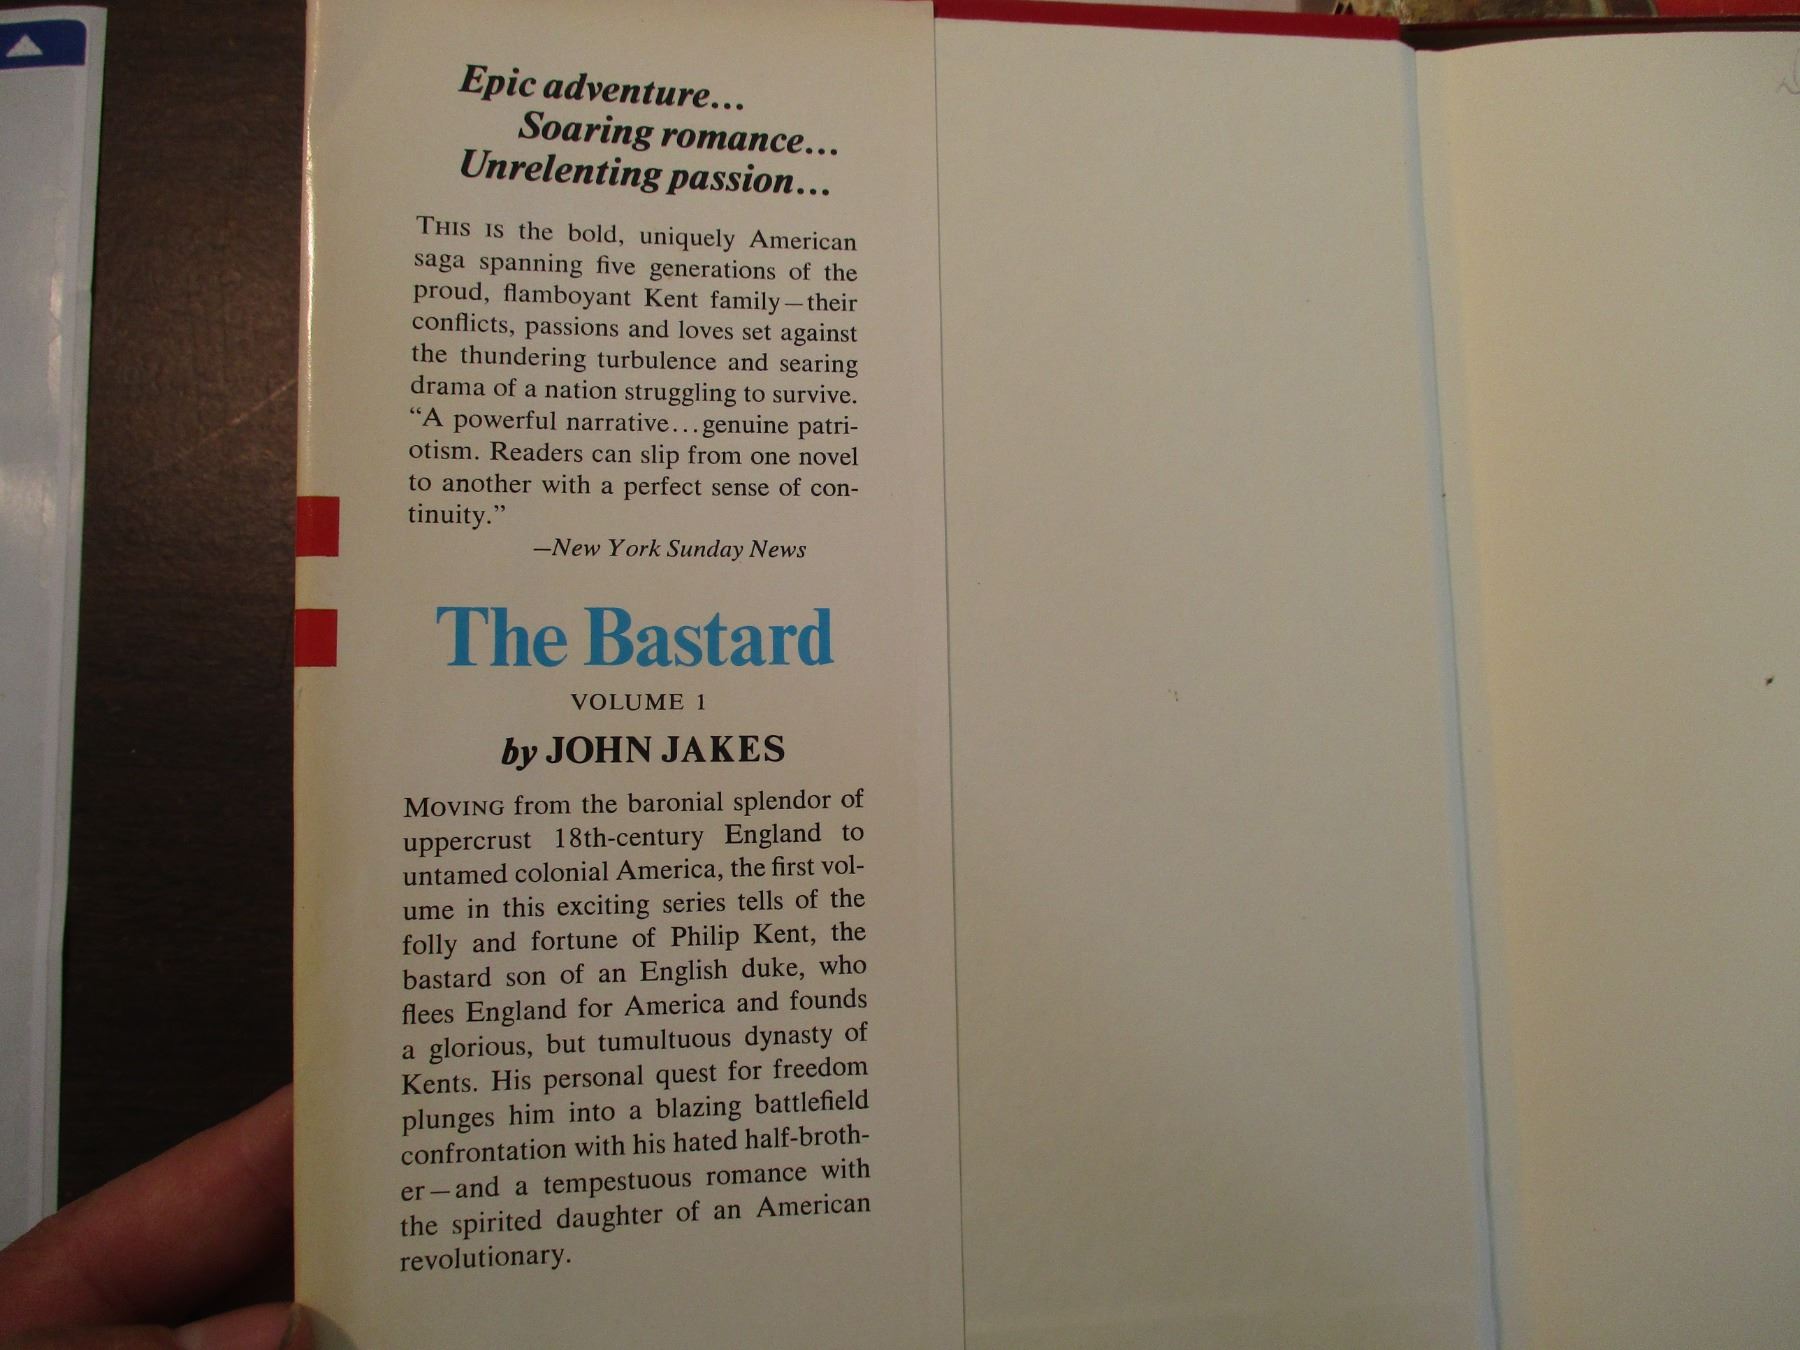 Epic adventure...
Soaring romance...
Unrelenting passion...
THIS IS the bold, uniquely American
saga spanning five generations of the
proud, flamboyant Kent family—their
conflicts, passions and loves set against
the thundering turbulence and searing
drama of a nation struggling to survive.
“A powerful narrative...genuine patri-
otism. Readers can slip from one novel
to another with a perfect sense of con-
tinuity.”
—New York Sunday News
The Bastard
VOLUME 1
by JOHN JAKES
MOVING from the baronial splendor of
uppercrust 18th-century England to
untamed colonial America, the first vol-
ume in this exciting series tells of the
folly and fortune of Philip Kent, the
bastard son of an English duke, who
flees England for America and founds
a glorious, but tumultuous dynasty of
Kents. His personal quest for freedom
plunges him into a blazing battlefield
confrontation with his hated half-broth-
er—and a tempestuous romance with
the spirited daughter of an American
revolutionary.